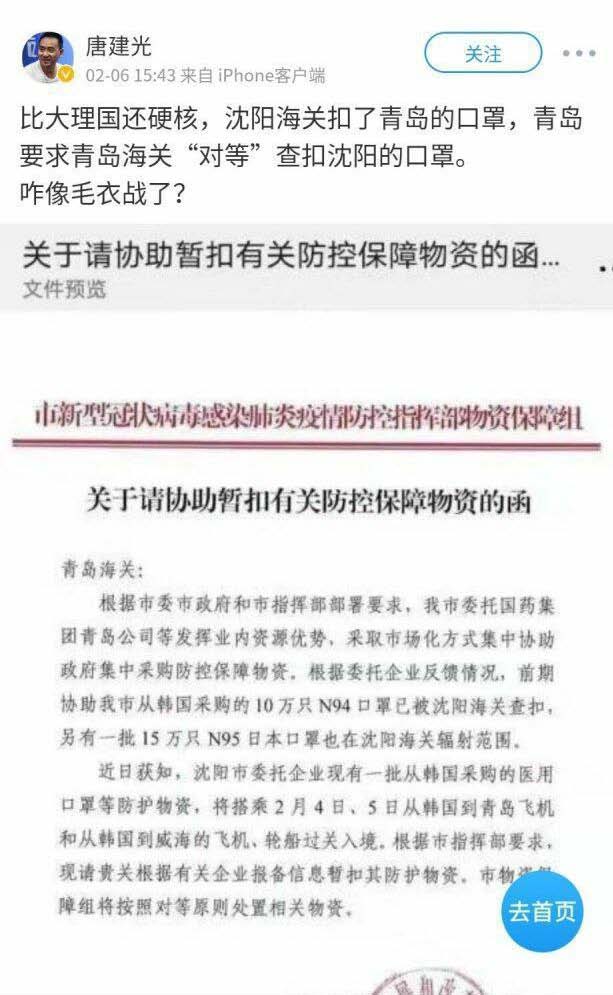 唐建光
关注
02-06 15:43 来自 iPhone客户端
比大理国还硬核，沈阳海关扣了青岛的口罩，青岛
要求青岛海关“对等”查扣沈阳的口罩。
咋像毛衣战了？
关于请协助暂扣有关防控保障物资的函...
文件预览
市新型冠状病毒感染肺炎疫情防控指挥部物资保障组
关于请协助暂扣有关防控保障物资的函
青岛海关：
根据市委市政府和市指挥部部署要求，我市委托国药集
团青岛公司等发挥业内资源优势，采取市场化方式集中协助
政府集中采购防控保障物资。根据委托企业反馈情况，前期
协助我市从韩国采购的 10 万只 N94 口罩已被沈阳海关查扣，
另有一批 15 万只 N95 日本口罩也在沈阳海关辐射范围。
近日获知，沈阳市委托企业现有一批从韩国采购的医用
口罩等防护物资，将搭乘 2 月 4 日、5 日从韩国到青岛飞机
和从韩国到威海的飞机、轮船过关入境。根据市指挥部要求，
现请贵关根据有关企业报备信息暂扣其防护物资。市物资
障组将按照对等原则处置相关物资。
去首页